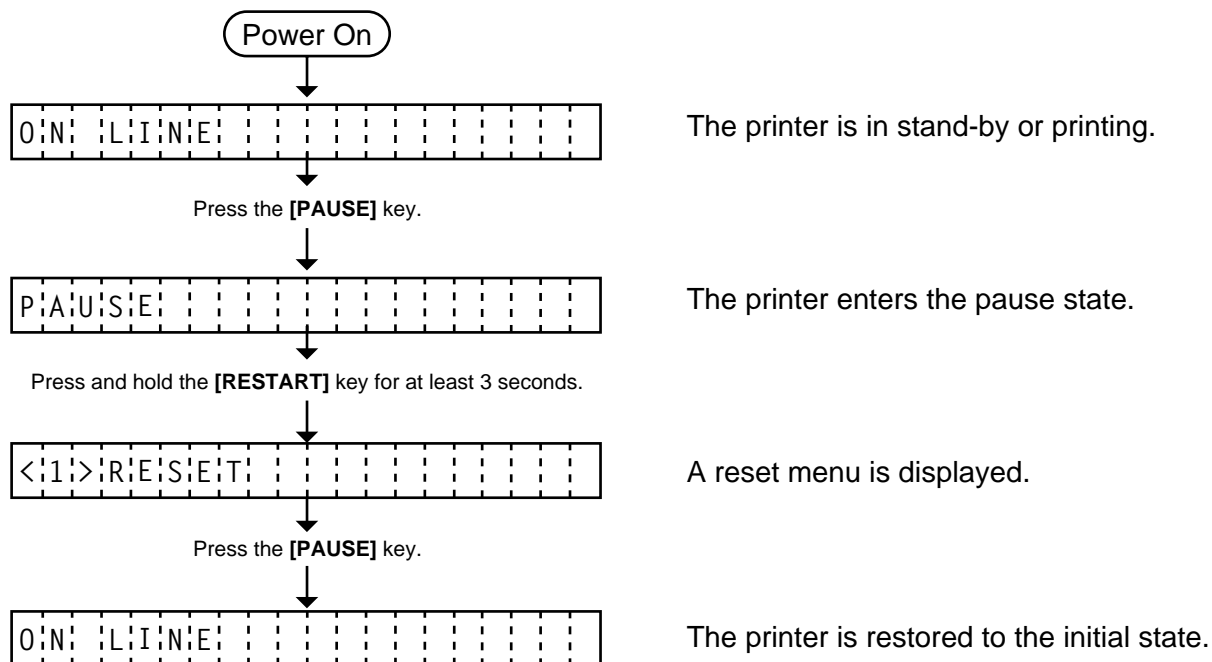 Power On
ON LINE
The printer is in stand-by or printing.
Press the [PAUSE] key.
PAUSE
The printer enters the pause state.
Press and hold the [RESTART] key for at least 3 seconds.
<1>RESET
A reset menu is displayed.
Press the [PAUSE] key.
ON LINE
The printer is restored to the initial state.